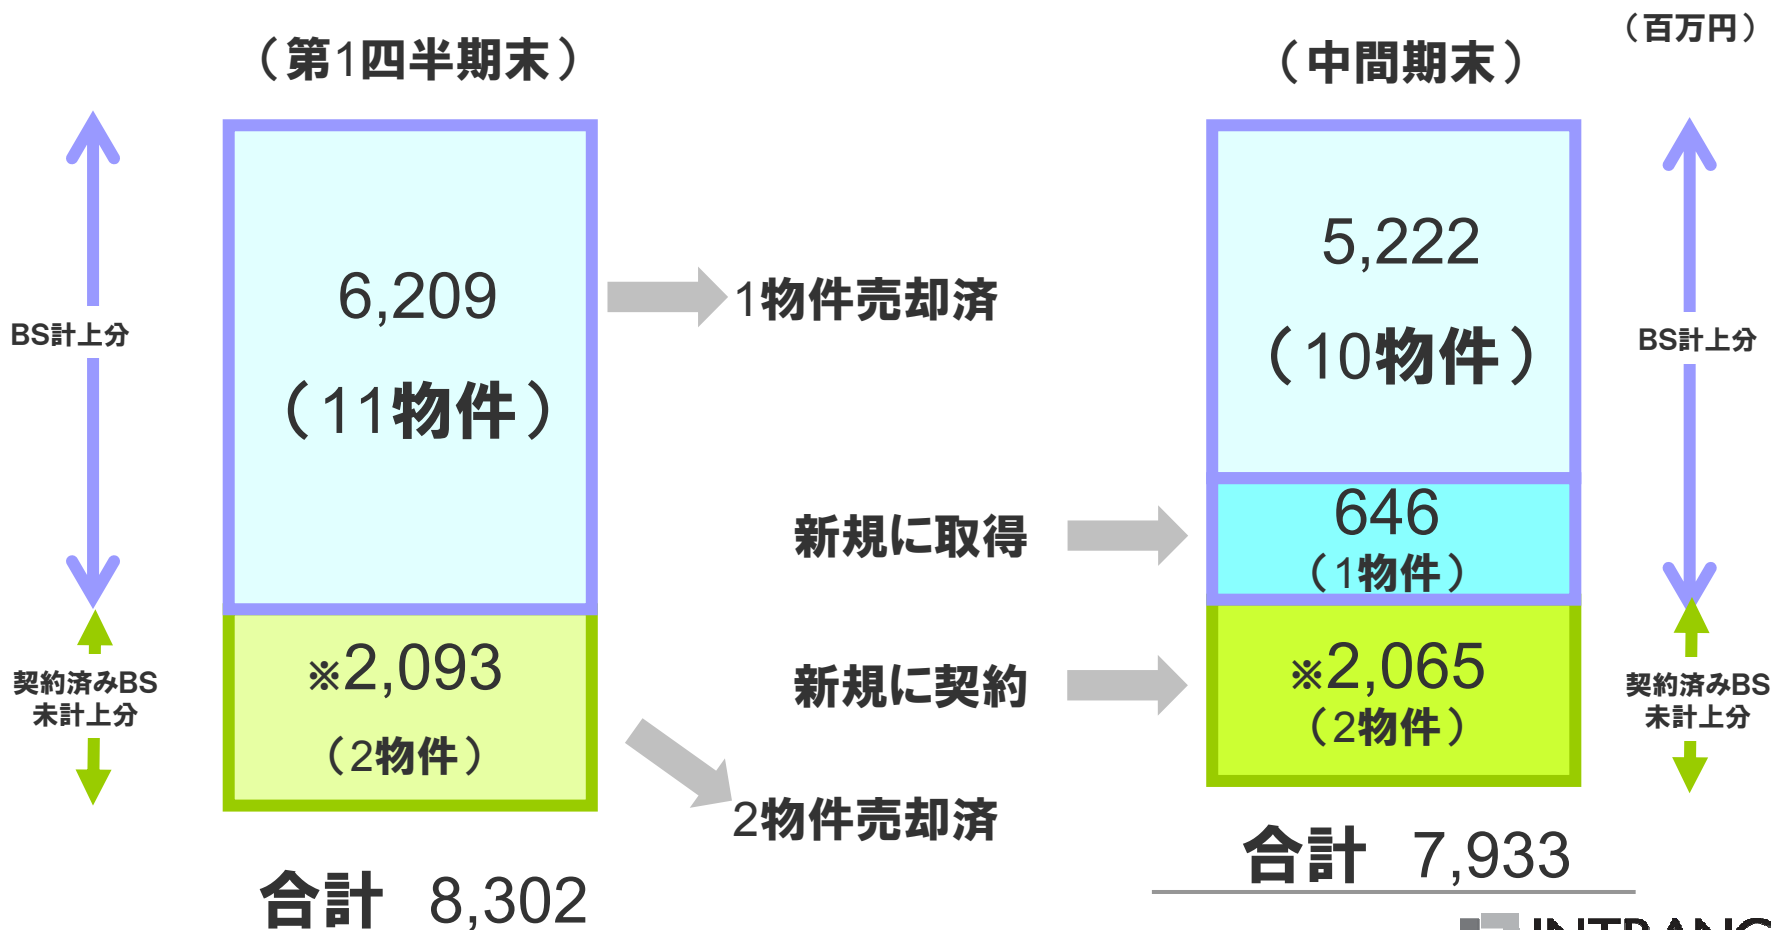 （百万円）
（第1四半期末）
（中間期末）
6,209
（11物件）
1物件売却済
5,222
（10物件）
BS計上分
BS計上分
新規に取得
646
（1物件）
※2,093
（2物件）
新規に契約
※2,065
（2物件）
契約済みBS
未計上分
契約済みBS
未計上分
2物件売却済
合計 8,302
合計 7,933